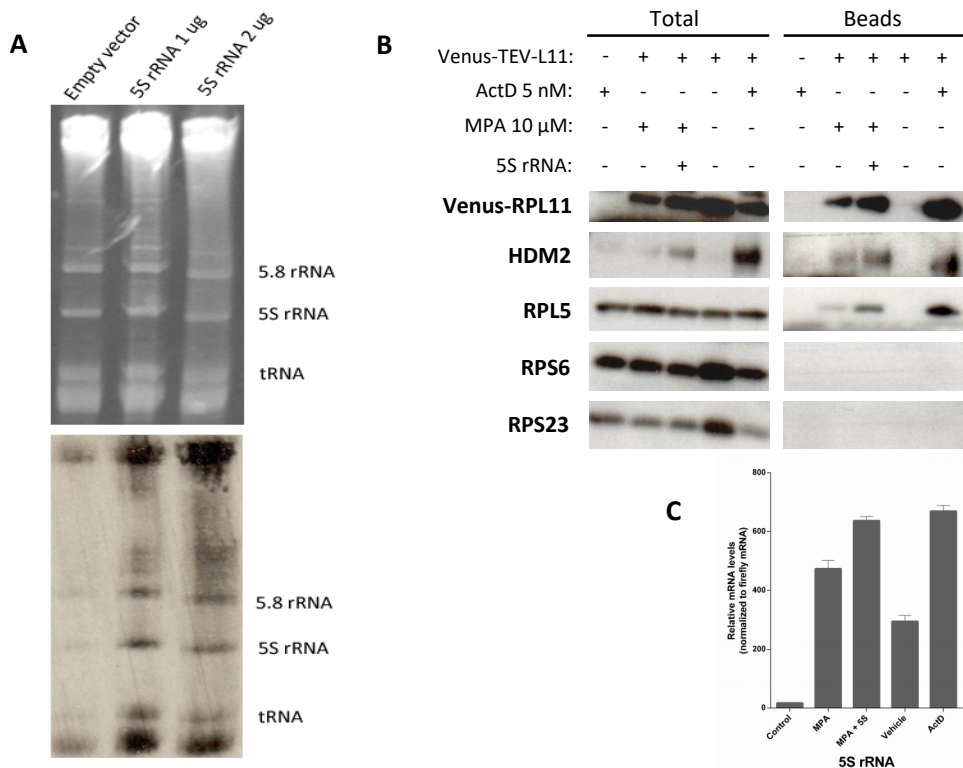 A
Empty vector
5S rRNA 1 ug
5S rRNA 2 ug
5.8 rRNA
5S rRNA
tRNA
5.8 rRNA
5S rRNA
tRNA
B
Total Beads
Venus-TEV-L11: - + + + + - + + + +
ActD 5 nM: + - - - + + - - - +
MPA 10 µM: - + + - - - + + - -
5S rRNA: - - + - - - - + - -
Venus-RPL11
HDM2
RPL5
RPS6
RPS23
C
Relative mRNA levels
(normalized to firefly mRNA)
800
600
400
200
0
Control MPA MPA + 5S Vehicle ActD
5S rRNA